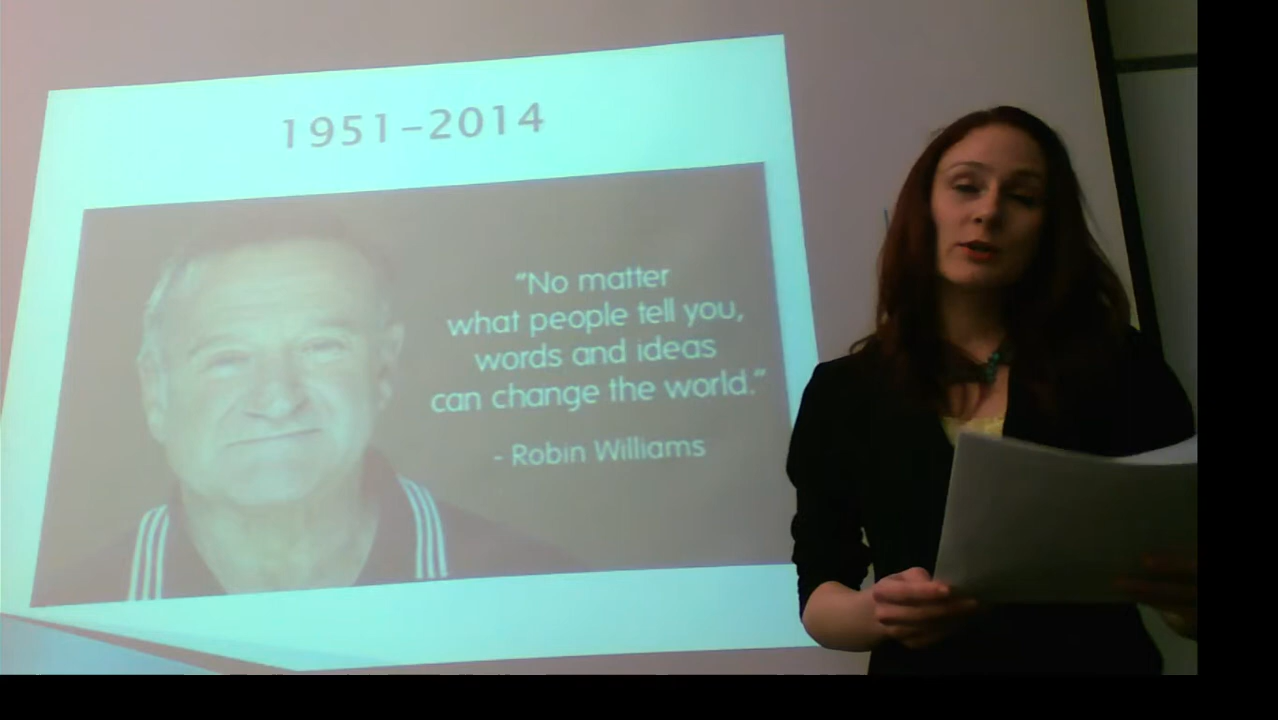 1951–2014
“No matter
what people tell you,
words and ideas
can change the world.”
- Robin Williams